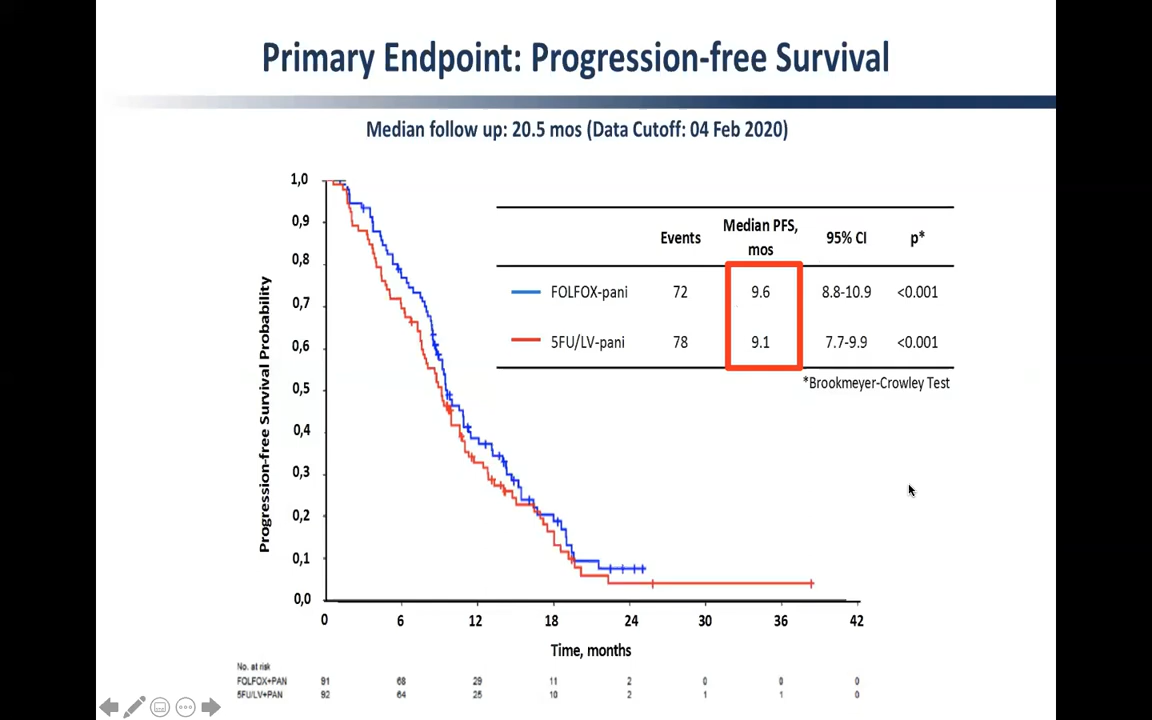 Primary Endpoint: Progression-free Survival
Median follow up: 20.5 mos (Data Cutoff: 04 Feb 2020)
Progression-free Survival Probability
1,0
0,9
0,8
0,7
0,6
0,5
0,4
0,3
0,2
0,1
0,0
Events Median PFS, mos 95% CI p*
FOLFOX-pani 72 9.6 8.8-10.9 <0.001
5FU/LV-pani 78 9.1 7.7-9.9 <0.001
*Brookmeyer-Crowley Test
0 6 12 18 24 30 36 42
Time, months
No. at risk
FOLFOX+PAN 91 68 29 11 2 0 0 0
5FU/LV+PAN 92 64 25 10 2 1 1 0